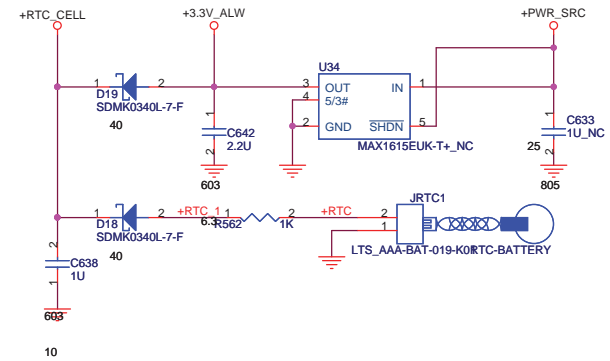 +RTC_CELL
+3.3V_ALW
+PWR_SRC
U34
1 2
3 OUT IN 1
4 5/3#
2 GND SHDN 5
D19
SDMK0340L-7-F
40
MAX1615EUK-T+_NC
1
C642
2.2U
2
603
1
C633
1U_NC
25
2
805
JRTC1
1 2
+RTC_1
1
2
+RTC
2
1
D18
SDMK0340L-7-F
40
6.3
R562
1K
LTS_AAA-BAT-019-K01
RTC-BATTERY
2
C638
1U
1
603
10